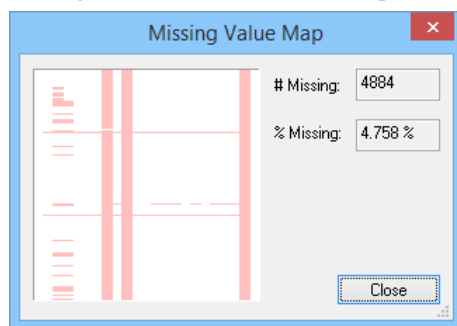 Missing Value Map
# Missing: 4884
% Missing: 4.758 %
Close